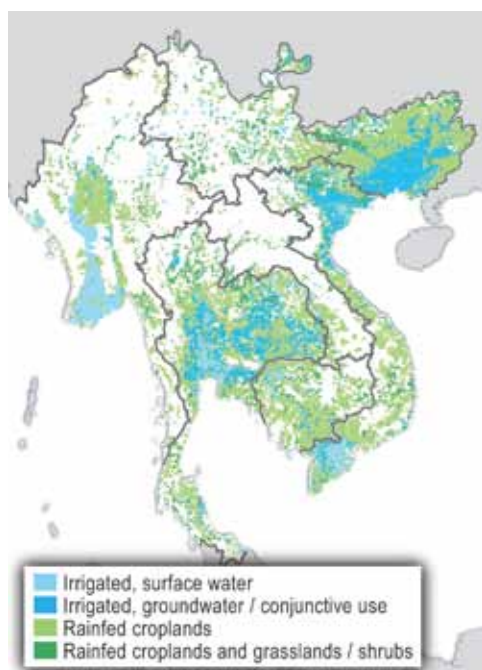 Irrigated, surface water
Irrigated, groundwater / conjunctive use
Rainfed croplands
Rainfed croplands and grasslands / shrubs